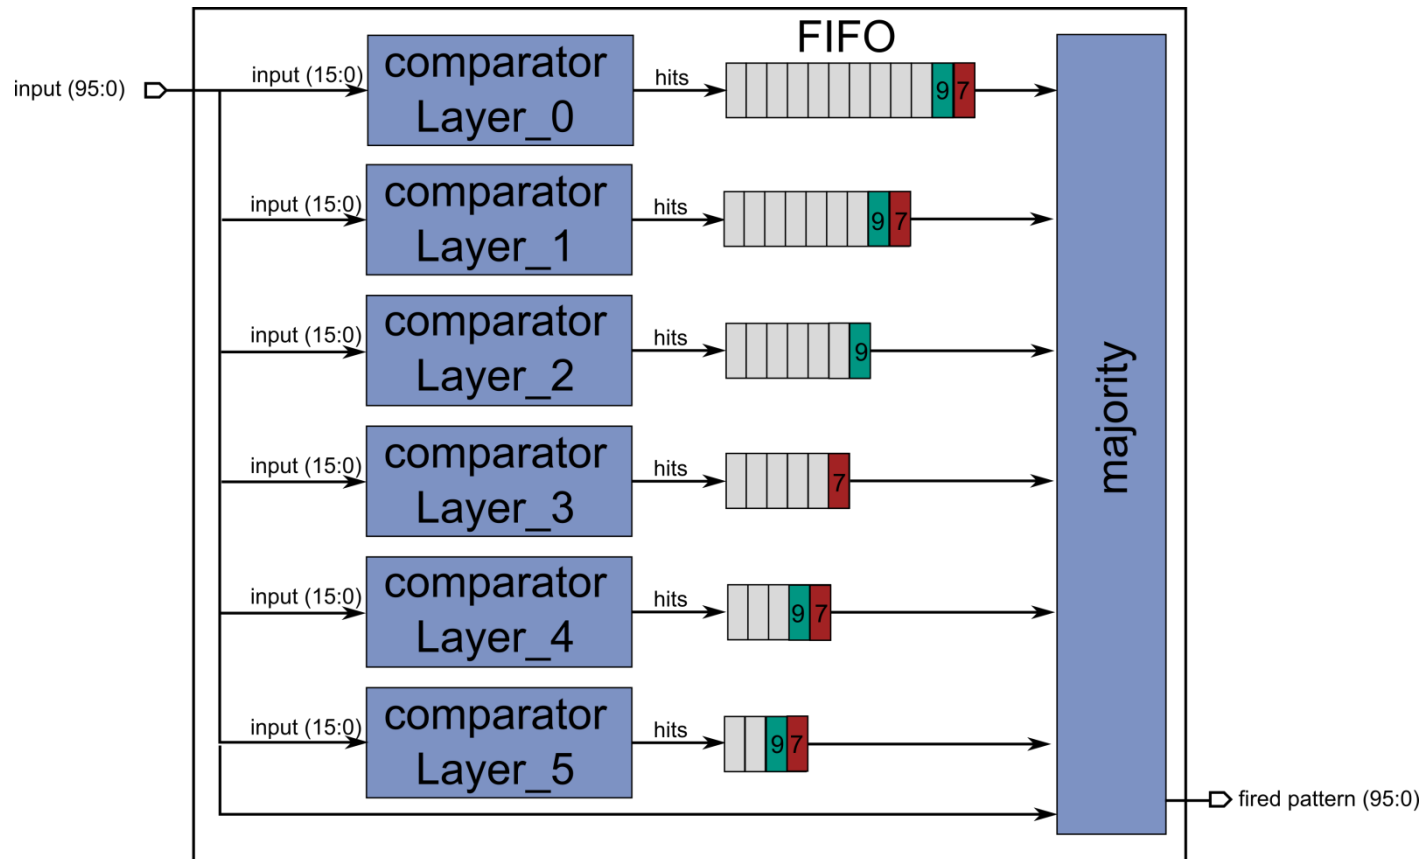 FIFO
input (95:0)
input (15:0)
comparator
Layer_0
hits
9 7
input (15:0)
comparator
Layer_1
hits
9 7
input (15:0)
comparator
Layer_2
hits
9
input (15:0)
comparator
Layer_3
hits
7
input (15:0)
comparator
Layer_4
hits
9 7
input (15:0)
comparator
Layer_5
hits
9 7
majority
fired pattern (95:0)